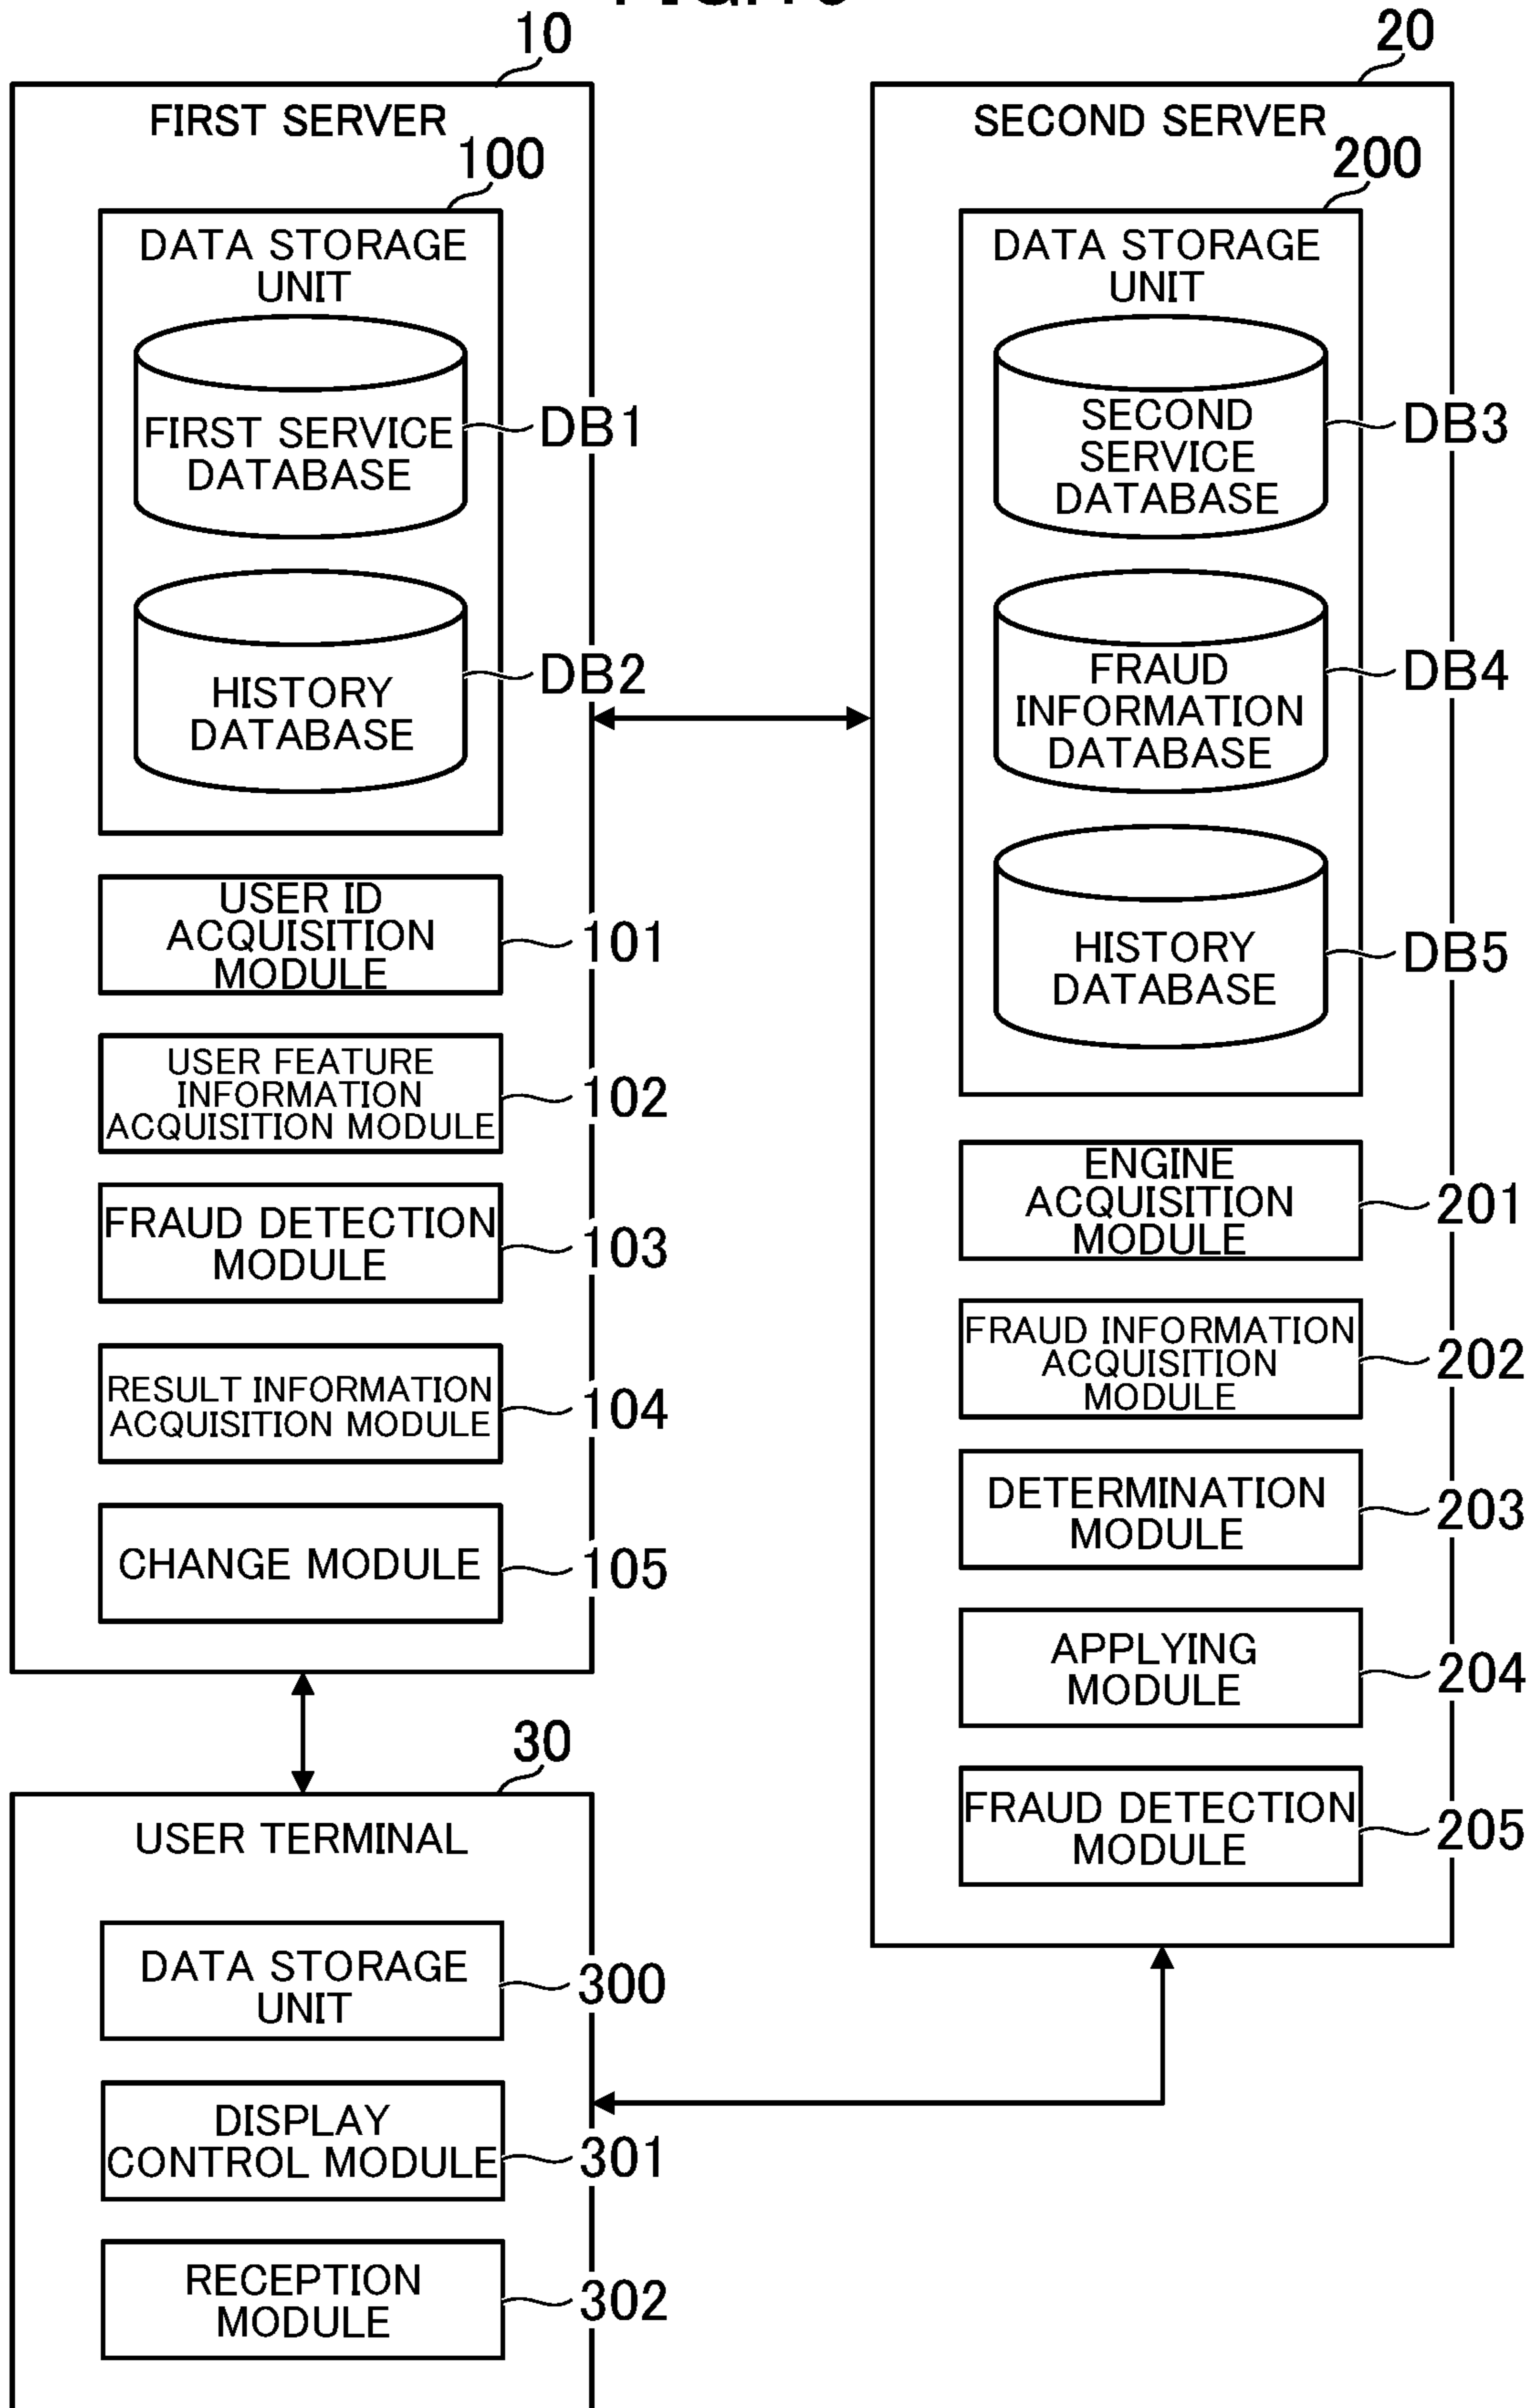 10
FIRST SERVER
100
DATA STORAGE
UNIT
FIRST SERVICE
DATABASE
DB1
HISTORY
DATABASE
DB2
USER ID
ACQUISITION
MODULE
101
USER FEATURE
INFORMATION
ACQUISITION MODULE
102
FRAUD DETECTION
MODULE
103
RESULT INFORMATION
ACQUISITION MODULE
104
CHANGE MODULE
105
20
SECOND SERVER
200
DATA STORAGE
UNIT
SECOND
SERVICE
DATABASE
DB3
FRAUD
INFORMATION
DATABASE
DB4
HISTORY
DATABASE
DB5
ENGINE
ACQUISITION
MODULE
201
FRAUD INFORMATION
ACQUISITION
MODULE
202
DETERMINATION
MODULE
203
APPLYING
MODULE
204
FRAUD DETECTION
MODULE
205
30
USER TERMINAL
DATA STORAGE
UNIT
300
DISPLAY
CONTROL MODULE
301
RECEPTION
MODULE
302